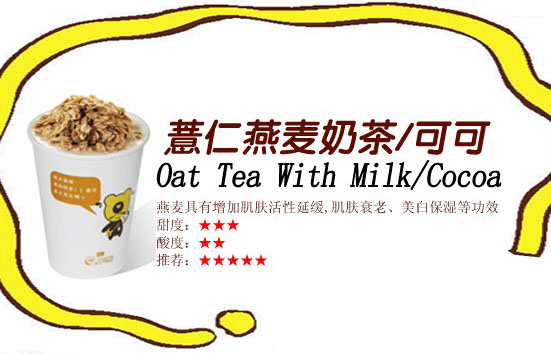 薏仁燕麦奶茶/可可
Oat Tea With Milk/Cocoa
燕麦具有增加肌肤活性延缓,肌肤衰老、美白保湿等功效
甜度：★★★
酸度：★★
推荐：★★★★★